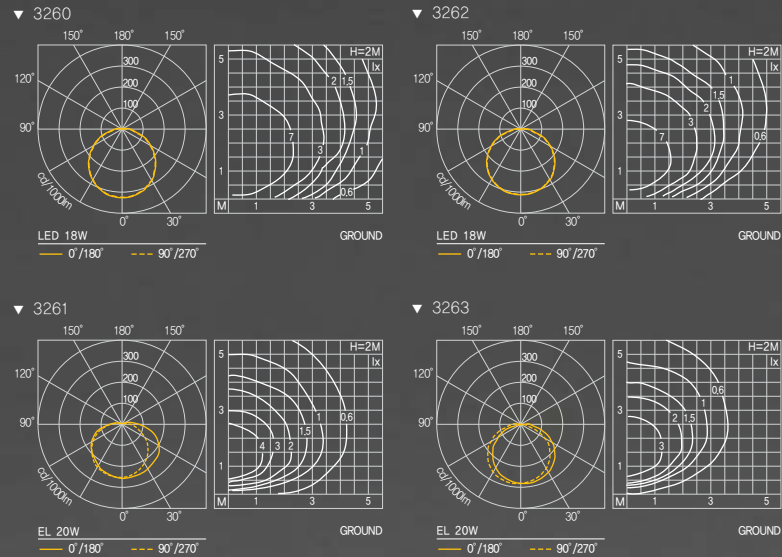 ▼ 3260
150° 180° 150°
120°
90°
300
200
100
cd/1000lm
0° 30°
LED 18W
0°/180° 90°/270°
H=2M
lx
5
3
1
M 1 3 5
7 3 2 1,5 1 0,6
GROUND
▼ 3262
150° 180° 150°
120°
90°
300
200
100
cd/1000lm
0° 30°
LED 18W
0°/180° 90°/270°
H=2M
lx
5
3
1
M 1 3 5
7 3 2 1,5 1 0,6
GROUND
▼ 3261
150° 180° 150°
120°
90°
300
200
100
cd/1000lm
0° 30°
EL 20W
0°/180° 90°/270°
H=2M
lx
5
3
1
M 1 3 5
4 3 2 1,5 1 0,6
GROUND
▼ 3263
150° 180° 150°
120°
90°
300
200
100
cd/1000lm
0° 30°
EL 20W
0°/180° 90°/270°
H=2M
lx
5
3
1
M 1 3 5
3 2 1,5 1 0,6
GROUND